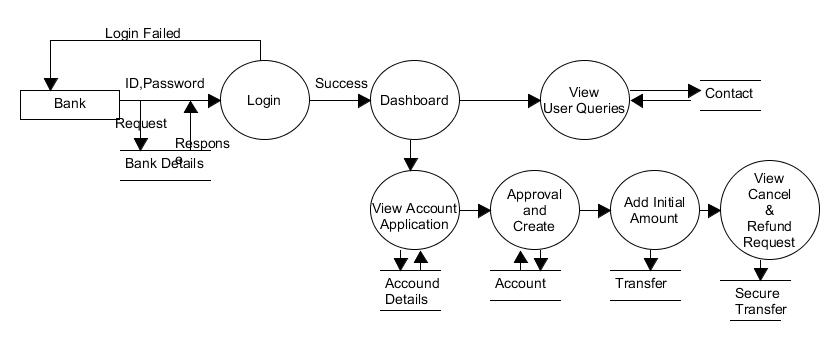 Login Failed
Bank
ID,Password
Request
Respons
e
Bank Details
Login
Success
Dashboard
View
User Queries
Contact
View Account
Application
Approval
and
Create
Add Initial
Amount
View
Cancel
&
Refund
Request
Accound
Details
Account
Transfer
Secure
Transfer